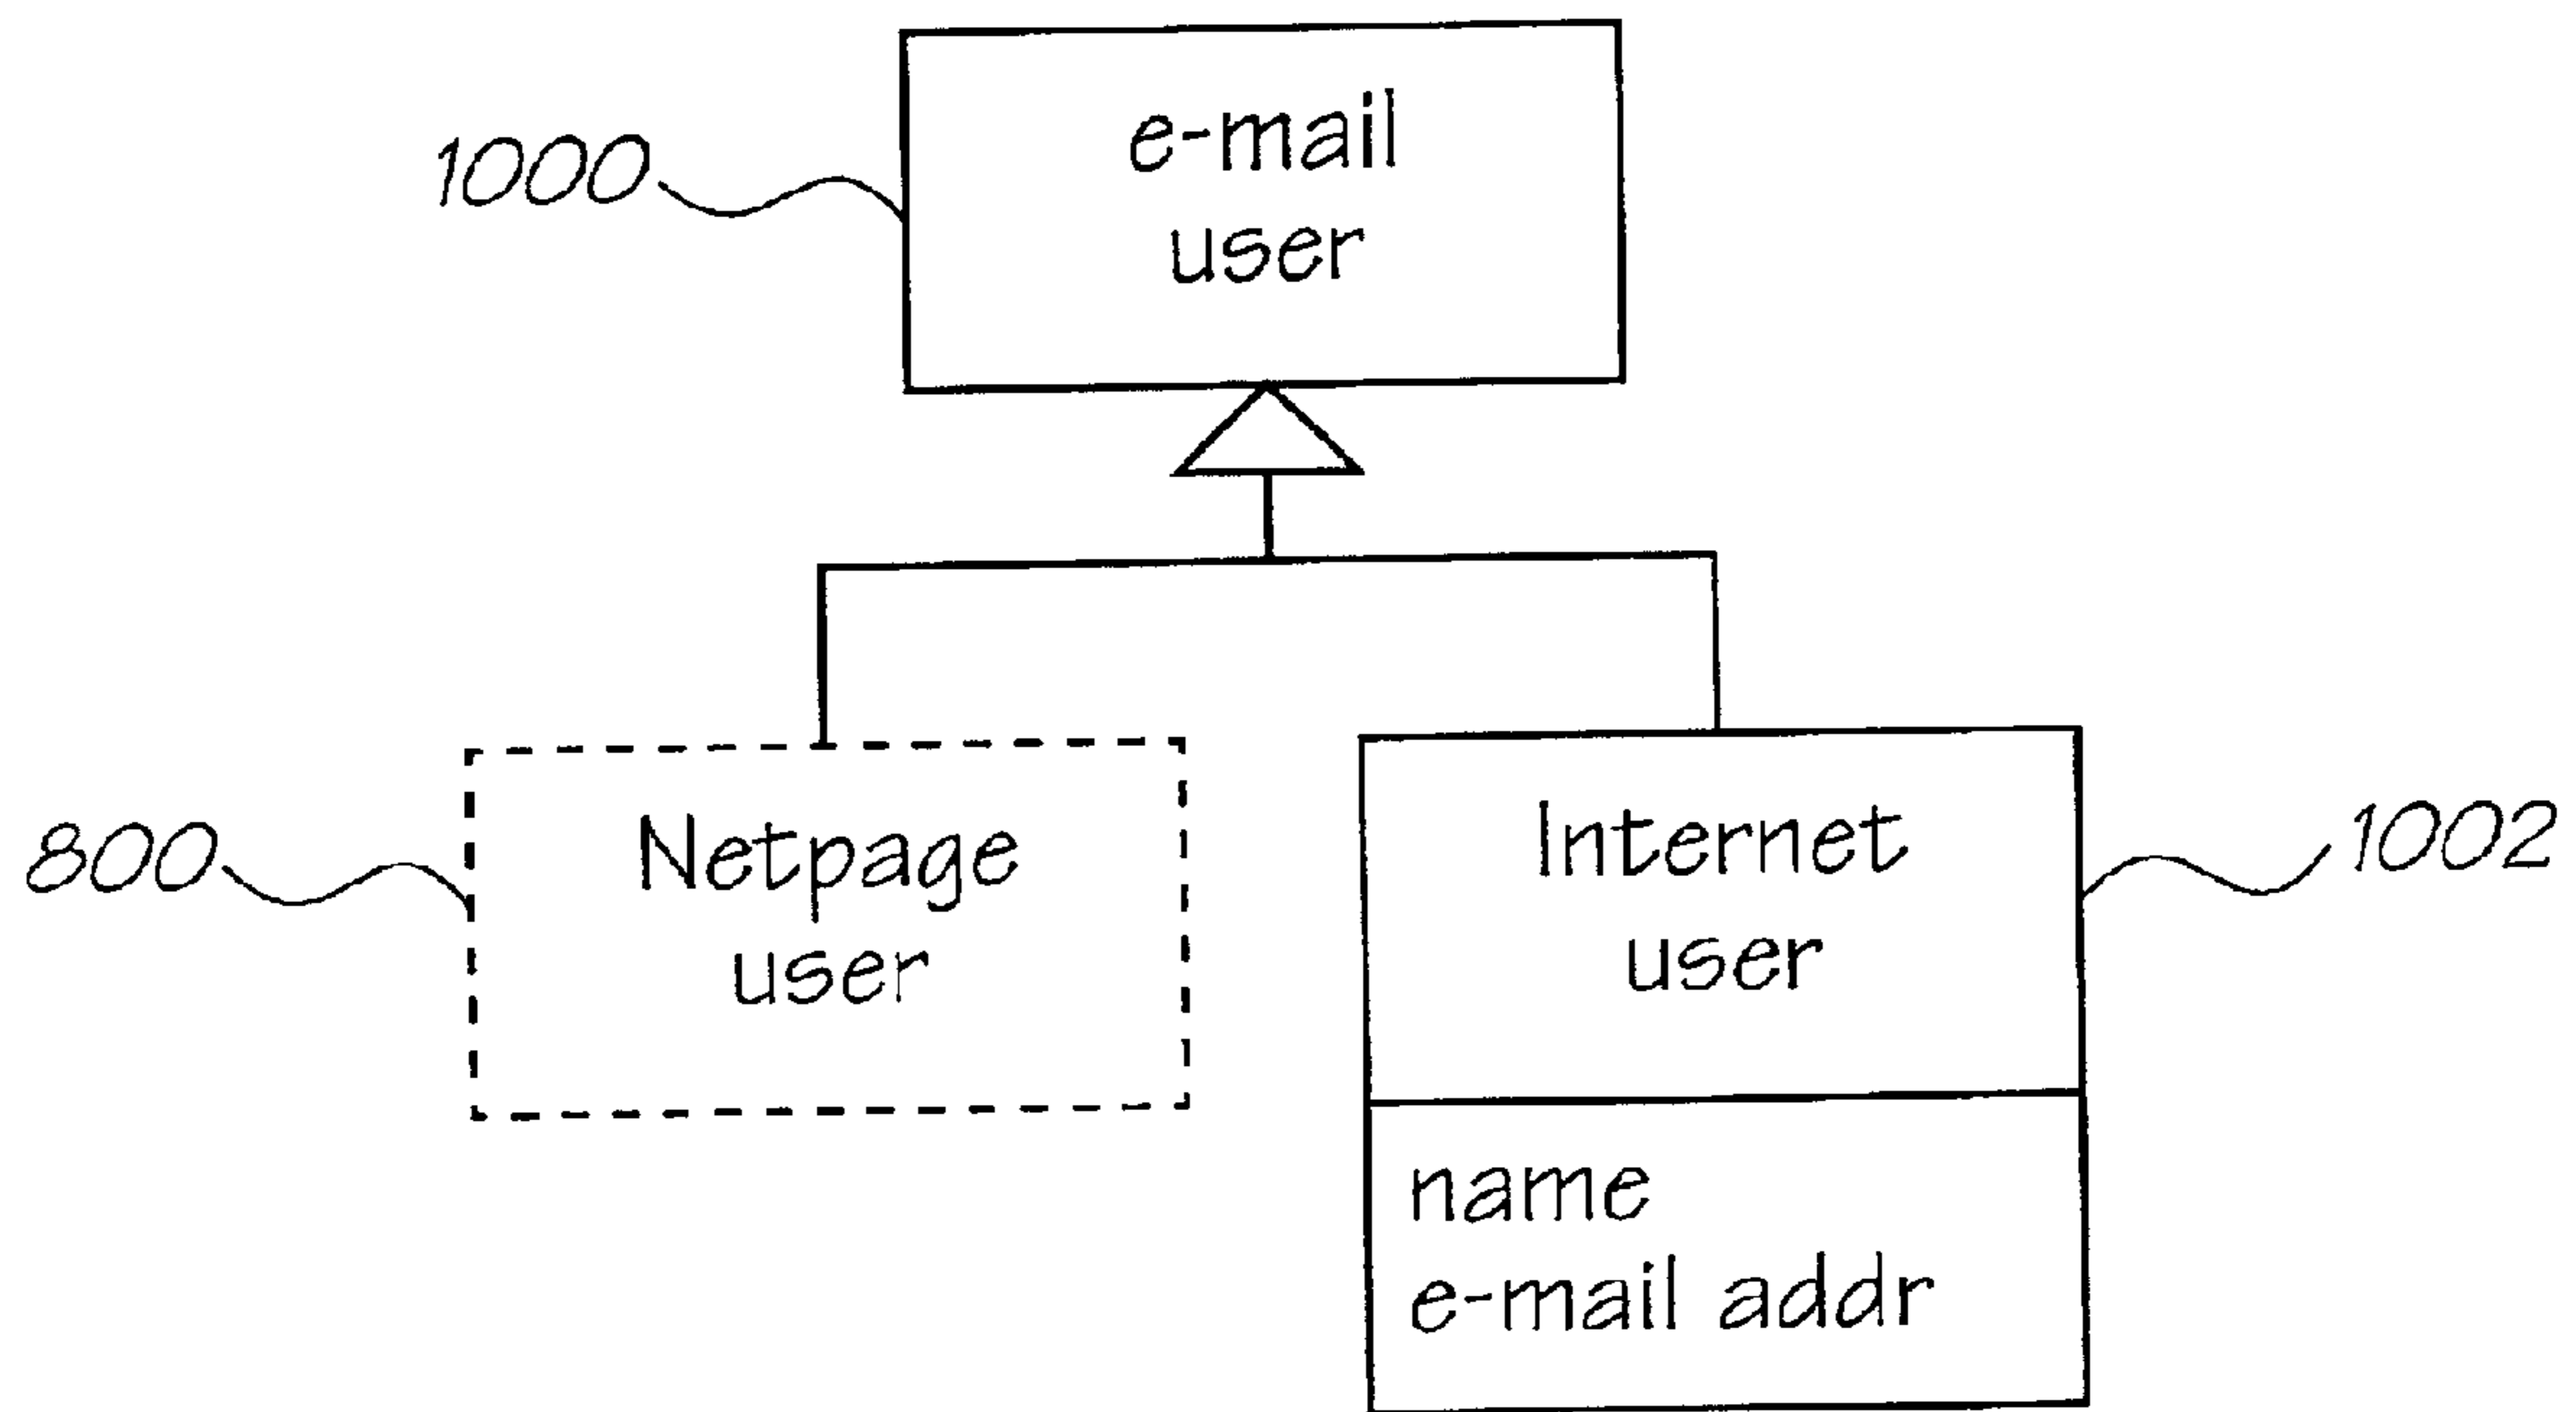 1000
e-mail
user
800
Netpage
user
Internet
user
1002
name
e-mail addr